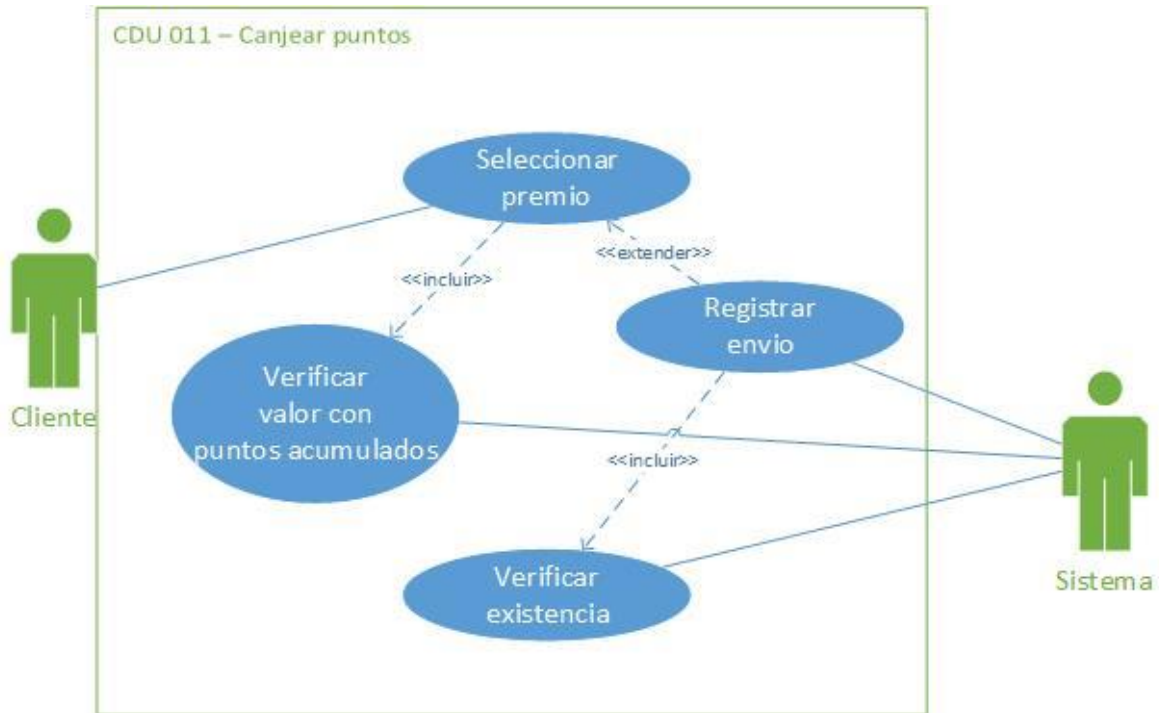 CDU 011 – Canjear puntos
Seleccionar
premio
<<extender>>
<<incluir>>
Registrar
envio
Verificar
valor con
puntos acumulados
Cliente
<<incluir>>
Verificar
existencia
Sistema